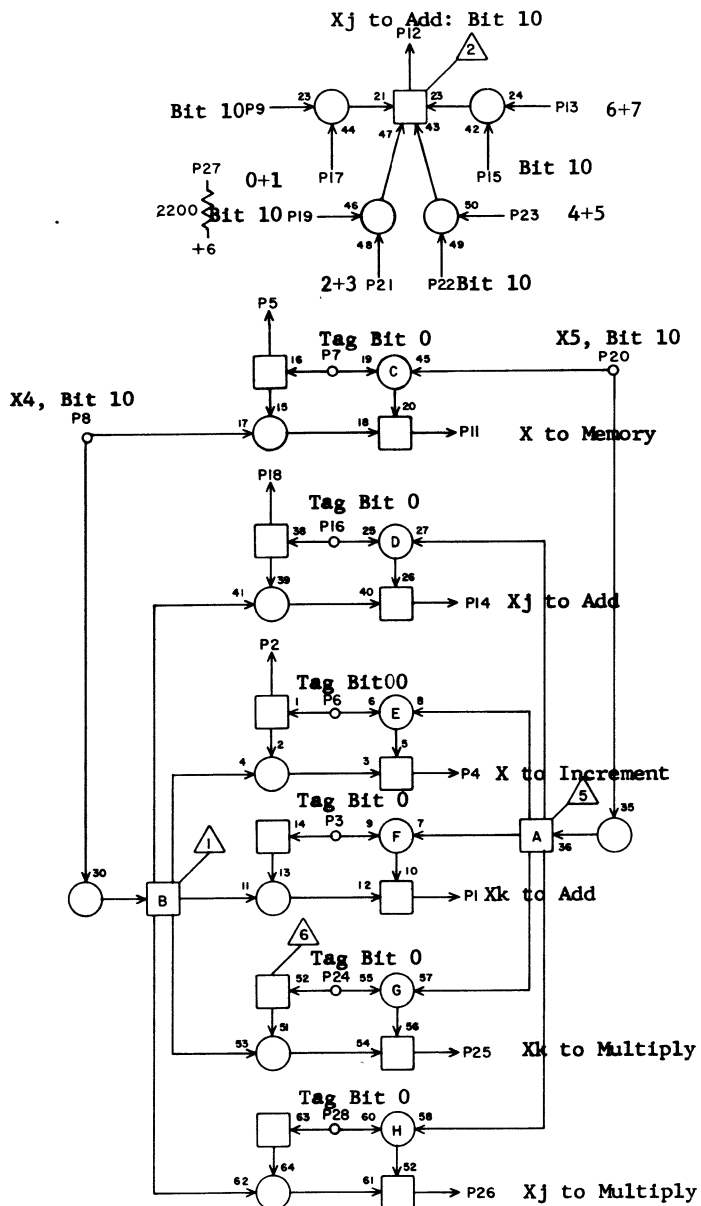 Xj to Add: Bit 10
P12
2
Bit 10 P9 23 21 23 24 P13 6+7
44 47 43 42
P27 0+1 P17 P15 Bit 10
2200 Bit 10 P19 46 50 P23 4+5
+6 48 49
2+3 P21 P22 Bit 10
P5
Tag Bit 0 X5, Bit 10
P7 P20
16 19 C 45
X4, Bit 10
P8
15 20
17 18 P11 X to Memory
P18
Tag Bit 0
P16
38 25 D 27
39 26
41 40 P14 Xj to Add
P2
Tag Bit 00
P6
1 6 E 8
2 5
4 3 P4 X to Increment
Tag Bit 0
5
P3 35
14 9 F 7 A 36
1
30 13 10
B 11 12 P1 Xk to Add
6
Tag Bit 0
P24
52 55 G 57
51 56
53 54 P25 Xk to Multiply
Tag Bit 0
P28
63 60 H 58
64 52
62 61 P26 Xj to Multiply